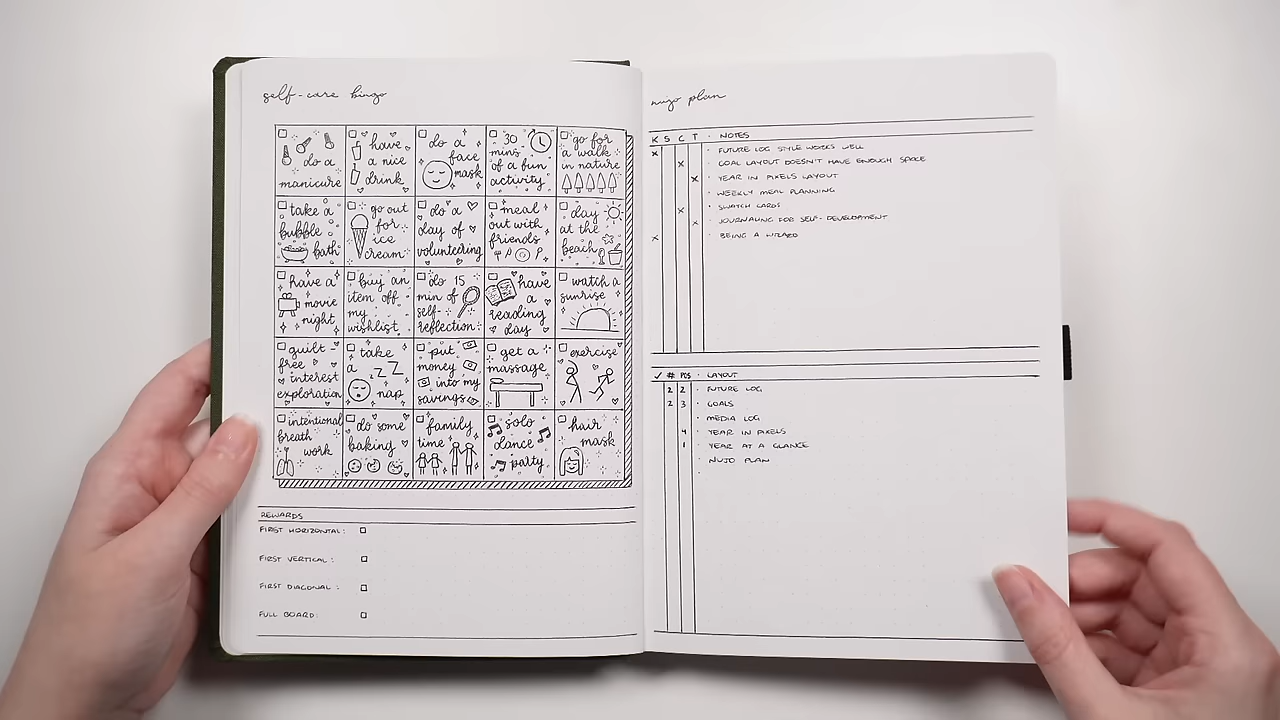 self-care bingo
do a
manicure
have
a nice
drink
do a
face
mask
30
mins
of a fun
activity
go for
a walk
in nature
take a
bubble
bath
go out
for
ice
cream
do a
day of
volunteering
meal
out with
friends
day
at the
beach
have a
movie
night
buy an
item off
my
wishlist
do 15
min of
self
reflection
have
a
reading
day
watch a
sunrise
guilt-
free
interest
exploration
take
a
z Z Z
nap
put
money
into my
savings
get a
massage
exercise
intentional
breath
work
do some
baking
family
time
solo
dance
party
hair
mask
REWARDS
FIRST HORIZONTAL:
FIRST VERTICAL:
FIRST DIAGONAL:
FULL BOARD:
plan
K S C T · NOTES
x · FUTURE LOG STYLE WORKS WELL
x · GOAL LAYOUT DOESN'T HAVE ENOUGH SPACE
x · YEAR IN PIXELS LAYOUT
· WEEKLY MEAL PLANNING
x · SWATCH CARDS
x · JOURNALING FOR SELF-DEVELOPMENT
x · BEING A WIZARD
✓ # POS · LAYOUT
2 2 · FUTURE LOG
2 3 · GOALS
· MEDIA LOG
4 · YEAR IN PIXELS
1 · YEAR AT A GLANCE
· NUJO PLAN